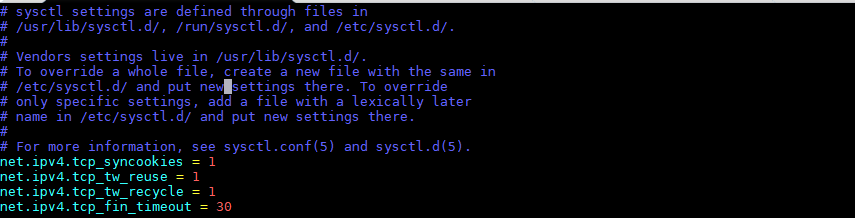 # sysctl settings are defined through files in
# /usr/lib/sysctl.d/, /run/sysctl.d/, and /etc/sysctl.d/.
#
# Vendors settings live in /usr/lib/sysctl.d/.
# To override a whole file, create a new file with the same in
# /etc/sysctl.d/ and put new settings there. To override
# only specific settings, add a file with a lexically later
# name in /etc/sysctl.d/ and put new settings there.
#
# For more information, see sysctl.conf(5) and sysctl.d(5).
net.ipv4.tcp_syncookies = 1
net.ipv4.tcp_tw_reuse = 1
net.ipv4.tcp_tw_recycle = 1
net.ipv4.tcp_fin_timeout = 30